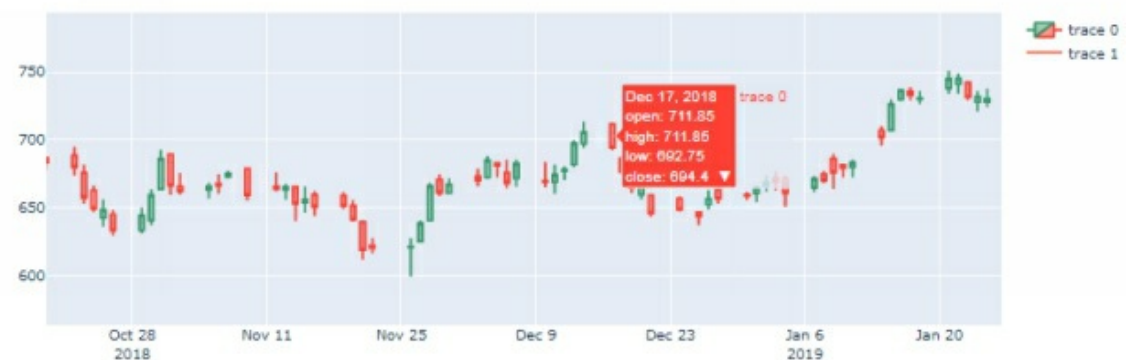 trace 0
trace 1
750
Dec 17, 2018 trace 0
open: 711.85
700
high: 711.85
low: 692.75
close: 694.4 ▼
650
600
Oct 28 Nov 11 Nov 25 Dec 9 Dec 23 Jan 6 Jan 20
2018 2019